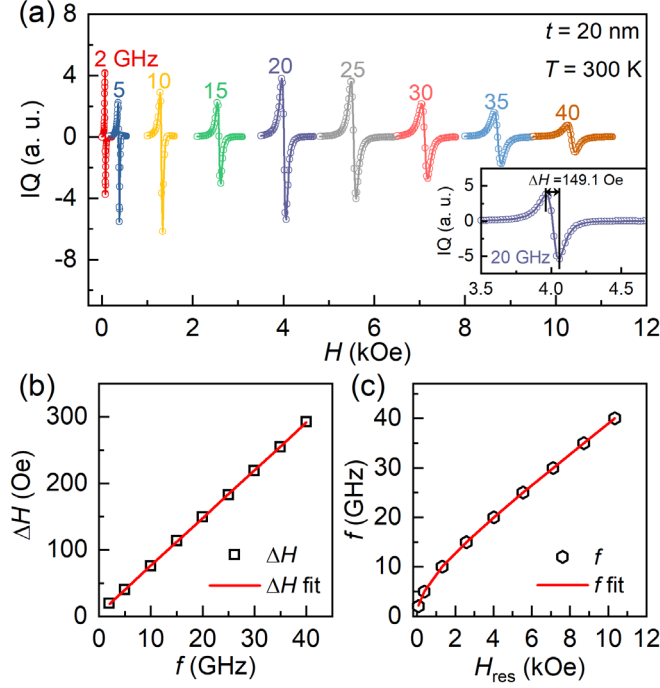 (a)
t = 20 nm
T = 300 K
2 GHz
5
10
15
20
25
30
35
40
8
4
0
-4
-8
IQ (a. u.)
0 2 4 6 8 10 12
H (kOe)
ΔH =149.1 Oe
5
0
-5
IQ (a. u.)
20 GHz
3.5 4.0 4.5
(b)
300
200
100
0
ΔH (Oe)
ΔH
ΔH fit
0 10 20 30 40
f (GHz)
(c)
40
30
20
10
0
f (GHz)
f
f fit
0 2 4 6 8 10 12
Hres (kOe)